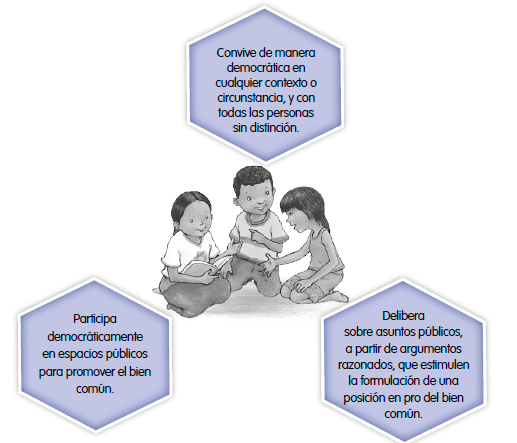 Convive de manera
democrática en
cualquier contexto o
circunstancia, y con
todas las personas
sin distinción.
Participa
democráticamente
en espacios públicos
para promover el bien
común.
Delibera
sobre asuntos públicos,
a partir de argumentos
razonados, que estimulen
la formulación de una
posición en pro del bien
común.